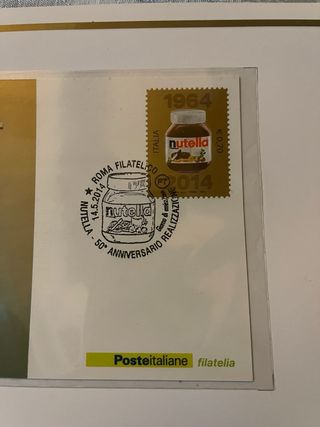 1964
ITALIA
nutella
€ 0,70
2014
ROMA FILATELICO
★ NUTELLA - 50° ANNIVERSARIO REALIZZAZIONE
14.5.2014
nutella
Posteitaliane filatelia